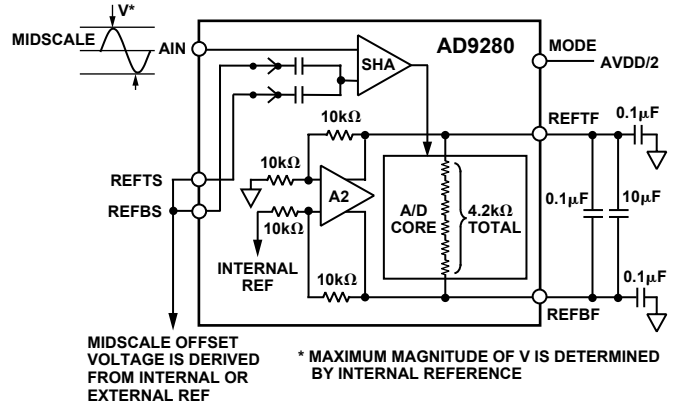 V*
MIDSCALE
AIN
SHA
AD9280
MODE
AVDD/2
10kΩ
REFTF
0.1µF
10kΩ
REFTS
REFBS
A2
10kΩ
A/D
CORE
4.2kΩ
TOTAL
0.1µF
10µF
INTERNAL
REF
10kΩ
0.1µF
REFBF
MIDSCALE OFFSET
VOLTAGE IS DERIVED
FROM INTERNAL OR
EXTERNAL REF
* MAXIMUM MAGNITUDE OF V IS DETERMINED
BY INTERNAL REFERENCE